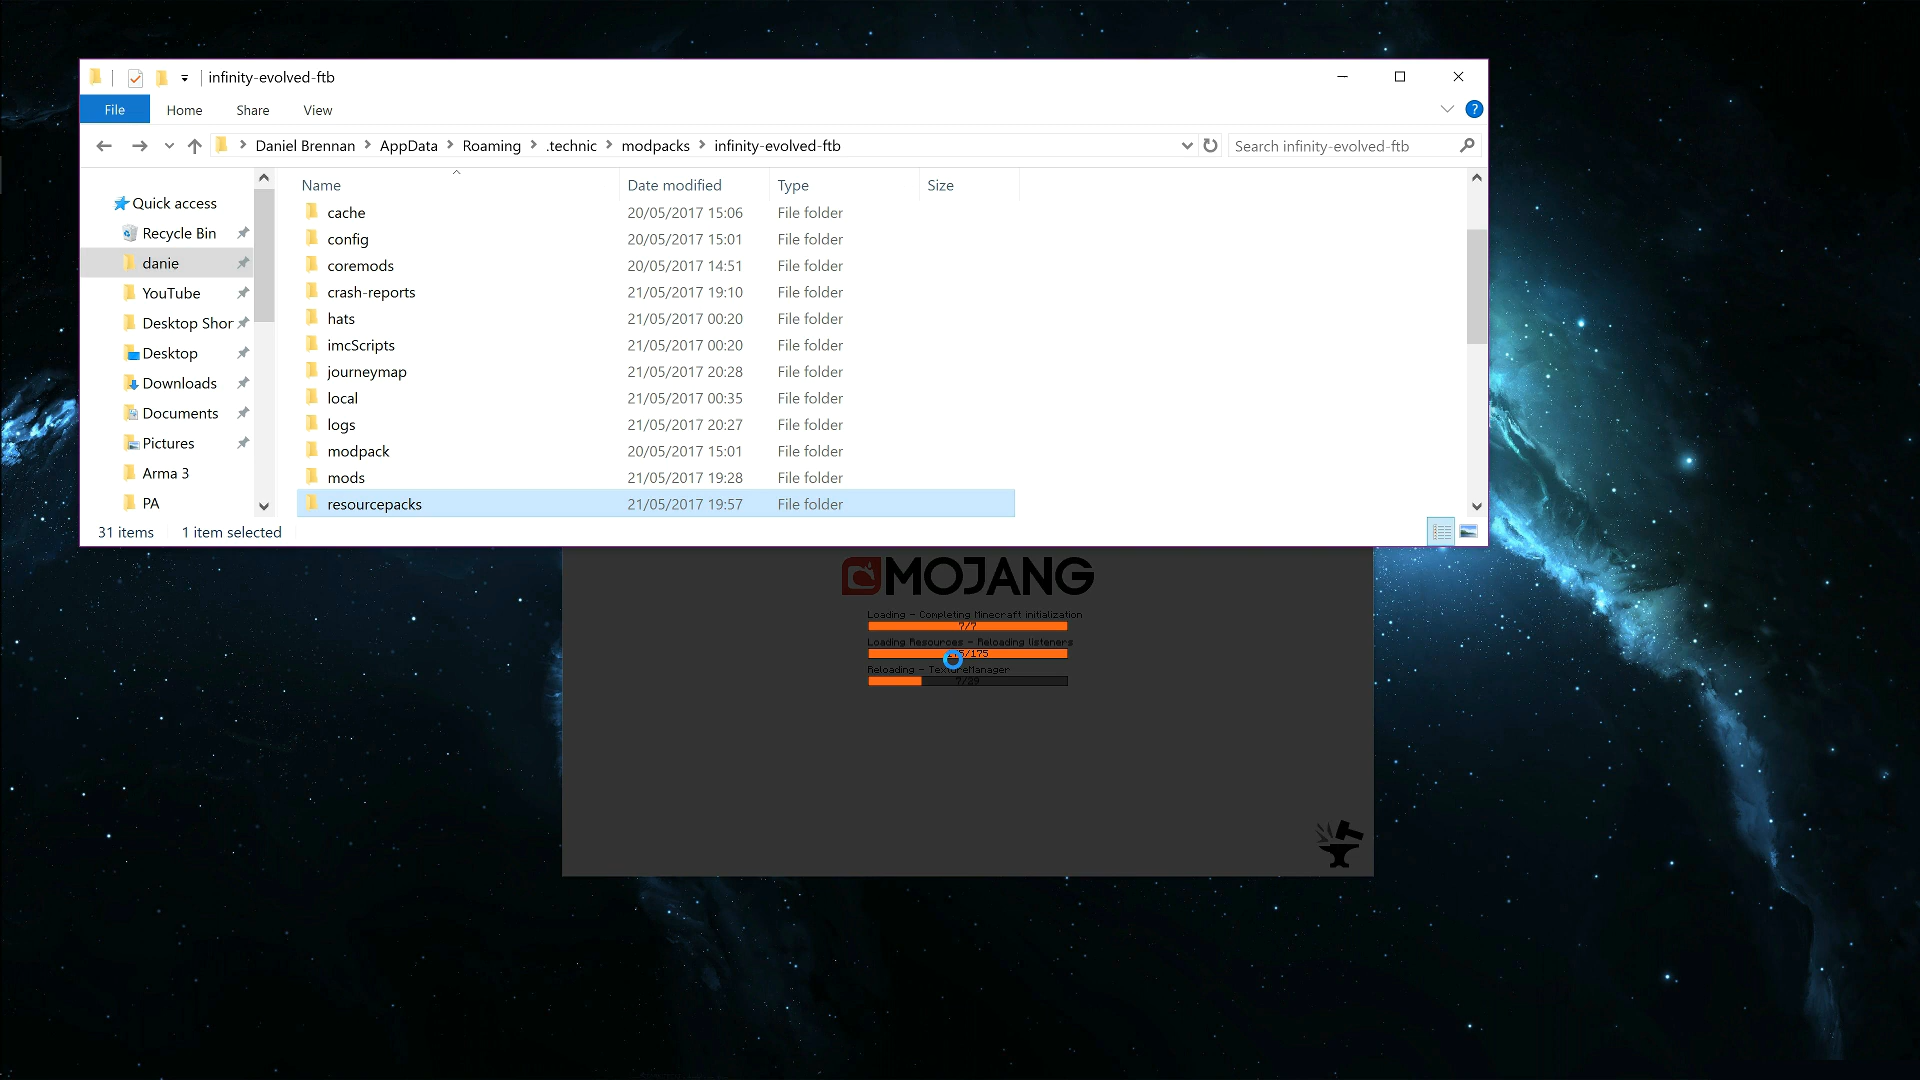 infinity-evolved-ftb
File Home Share View
Daniel Brennan AppData Roaming .technic modpacks infinity-evolved-ftb Search infinity-evolved-ftb
Name Date modified Type Size
Quick access
Recycle Bin
danie
YouTube
Desktop Shor
Desktop
Downloads
Documents
Pictures
Arma 3
PA
cache 20/05/2017 15:06 File folder
config 20/05/2017 15:01 File folder
coremods 20/05/2017 14:51 File folder
crash-reports 21/05/2017 19:10 File folder
hats 21/05/2017 00:20 File folder
imcScripts 21/05/2017 00:20 File folder
journeymap 21/05/2017 20:28 File folder
local 21/05/2017 00:35 File folder
logs 21/05/2017 20:27 File folder
modpack 20/05/2017 15:01 File folder
mods 21/05/2017 19:28 File folder
resourcepacks 21/05/2017 19:57 File folder
31 items 1 item selected
MOJANG
Loading - Completing Minecraft initialization
7/7
Loading Resources - Reloading listeners
/175
Reloading - TextureManager
7/29